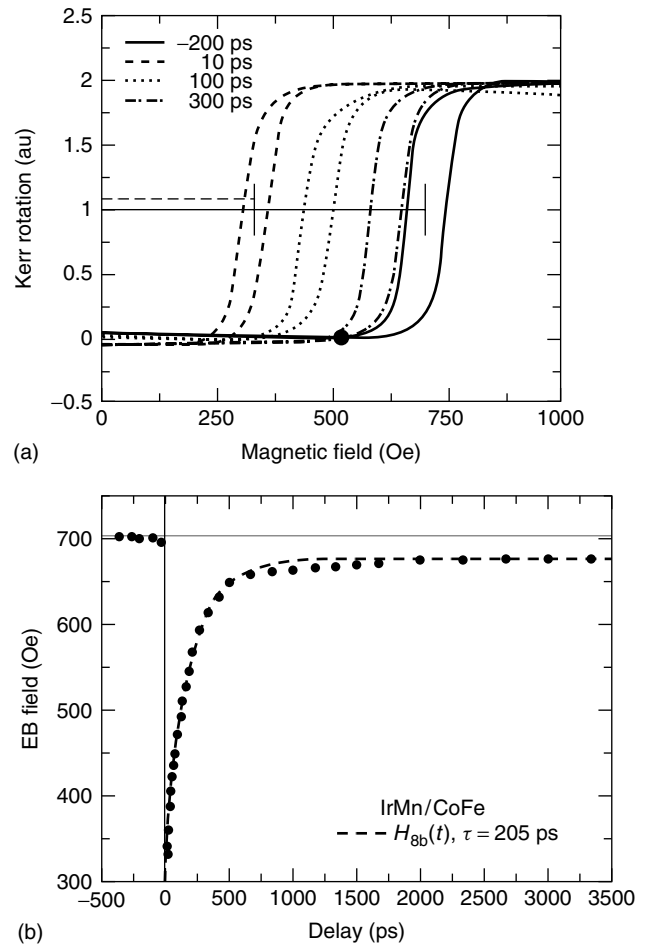 2.5
2
1.5
1
0.5
0
−0.5
Kerr rotation (au)
−200 ps
10 ps
100 ps
300 ps
0 250 500 750 1000
Magnetic field (Oe)
(a)
700
600
500
400
300
EB field (Oe)
IrMn/CoFe
H8b(t), τ = 205 ps
−500 0 500 1000 1500 2000 2500 3000 3500
Delay (ps)
(b)